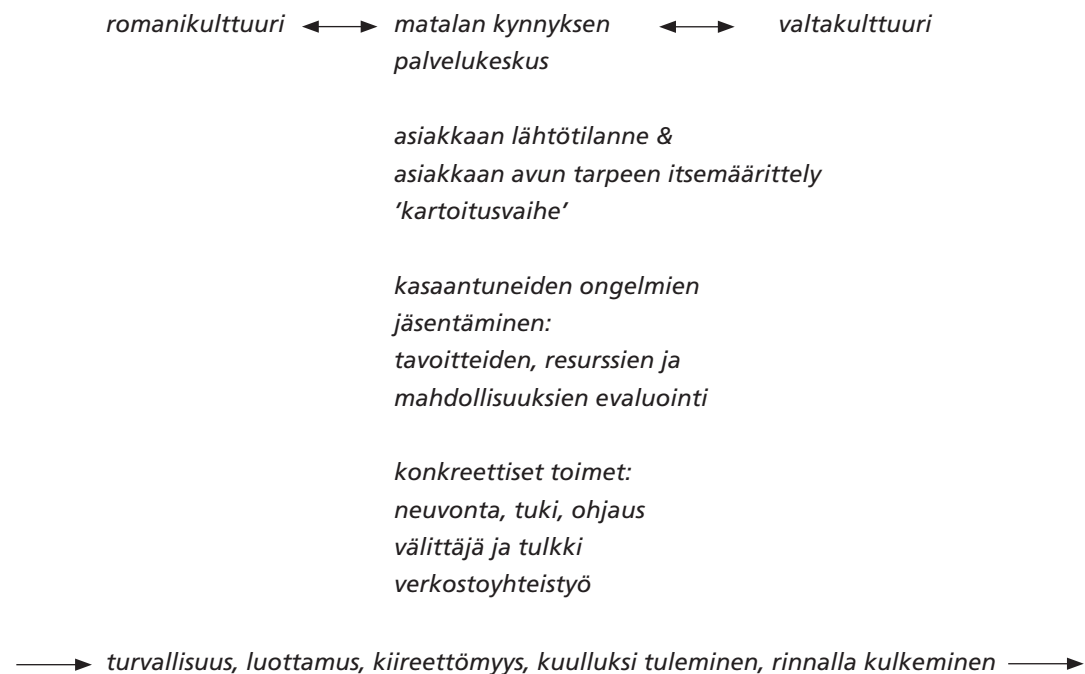 romanikulttuuri matalan kynnyksen valtakulttuuri
palvelukeskus
asiakkaan lähtötilanne &
asiakkaan avun tarpeen itsemäärittely
’kartoitusvaihe’
kasaantuneiden ongelmien
jäsentäminen:
tavoitteiden, resurssien ja
mahdollisuuksien evaluointi
konkreettiset toimet:
neuvonta, tuki, ohjaus
välittäjä ja tulkki
verkostoyhteistyö
turvallisuus, luottamus, kiireettömyys, kuulluksi tuleminen, rinnalla kulkeminen